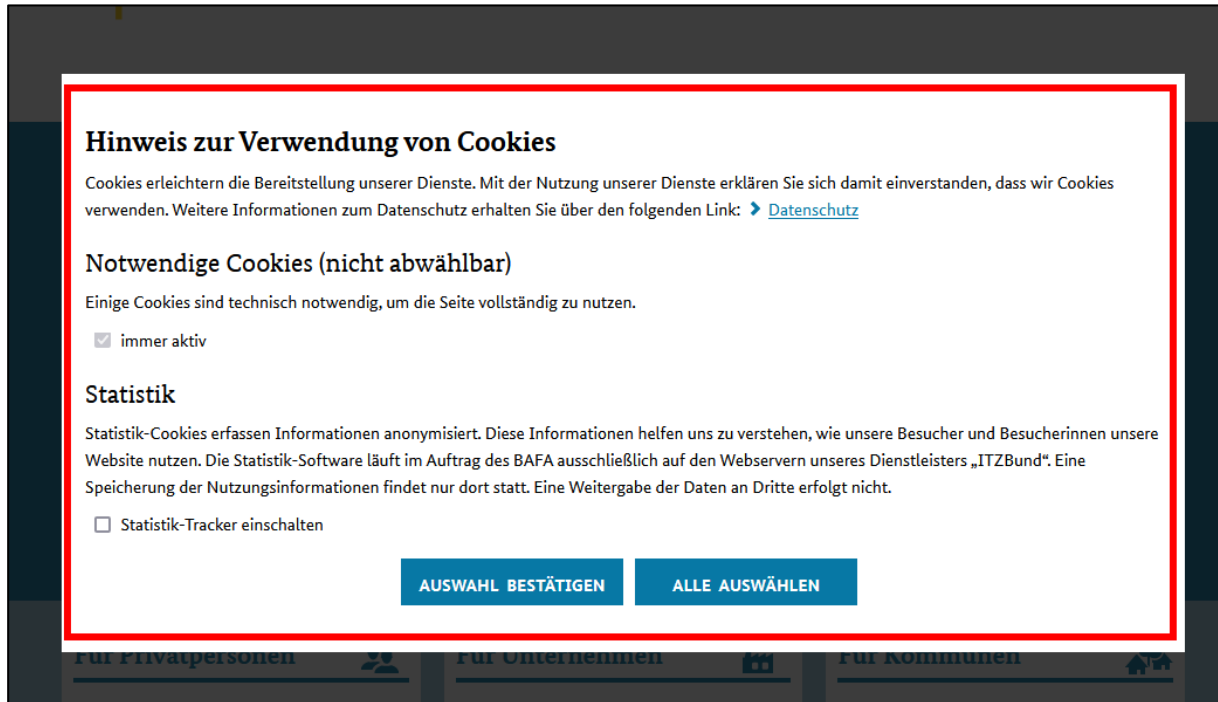 Hinweis zur Verwendung von Cookies
Cookies erleichtern die Bereitstellung unserer Dienste. Mit der Nutzung unserer Dienste erklären Sie sich damit einverstanden, dass wir Cookies
verwenden. Weitere Informationen zum Datenschutz erhalten Sie über den folgenden Link: Datenschutz
Notwendige Cookies (nicht abwählbar)
Einige Cookies sind technisch notwendig, um die Seite vollständig zu nutzen.
immer aktiv
Statistik
Statistik-Cookies erfassen Informationen anonymisiert. Diese Informationen helfen uns zu verstehen, wie unsere Besucher und Besucherinnen unsere
Website nutzen. Die Statistik-Software läuft im Auftrag des BAFA ausschließlich auf den Webservern unseres Dienstleisters „ITZBund“. Eine
Speicherung der Nutzungsinformationen findet nur dort statt. Eine Weitergabe der Daten an Dritte erfolgt nicht.
Statistik-Tracker einschalten
AUSWAHL BESTÄTIGEN ALLE AUSWÄHLEN
Für Privatpersonen Für Unternehmen Für Kommunen